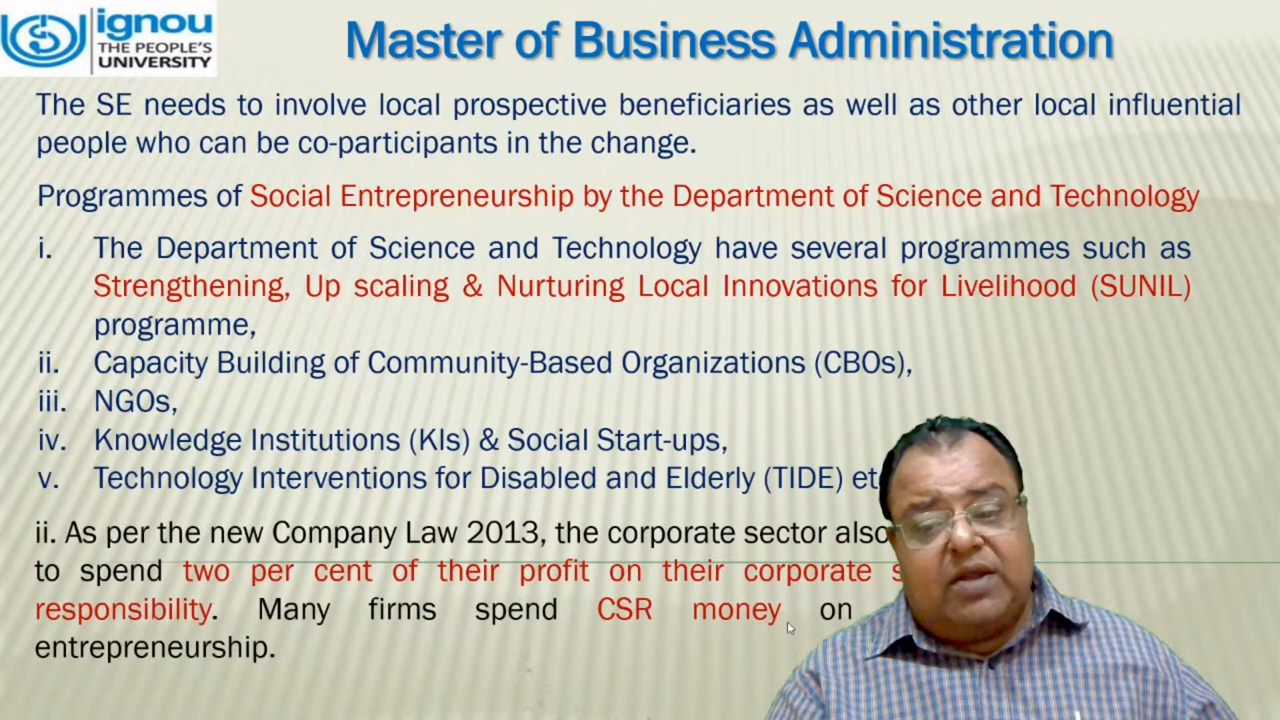 ignou
THE PEOPLE'S
UNIVERSITY
Master of Business Administration
The SE needs to involve local prospective beneficiaries as well as other local influential
people who can be co-participants in the change.
Programmes of Social Entrepreneurship by the Department of Science and Technology
i. The Department of Science and Technology have several programmes such as
Strengthening, Up scaling & Nurturing Local Innovations for Livelihood (SUNIL)
programme,
ii. Capacity Building of Community-Based Organizations (CBOs),
iii. NGOs,
iv. Knowledge Institutions (KIs) & Social Start-ups,
v. Technology Interventions for Disabled and Elderly (TIDE)
ii. As per the new Company Law 2013, the corporate sector also
to spend two per cent of their profit on their corporate
responsibility. Many firms spend CSR money on
entrepreneurship.